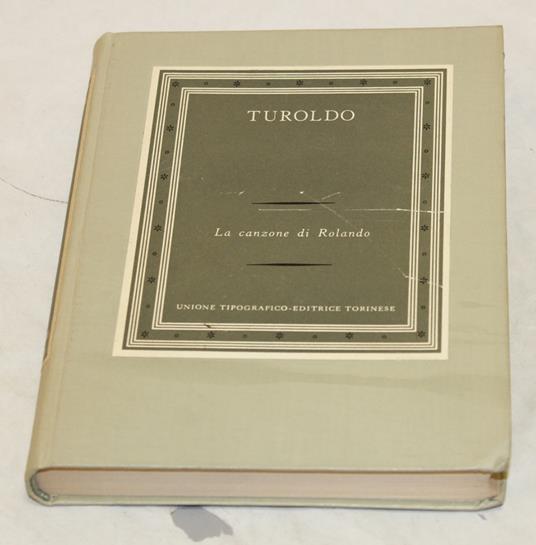 TUROLDO
La canzone di Rolando
UNIONE TIPOGRAFICO-EDITRICE TORINESE